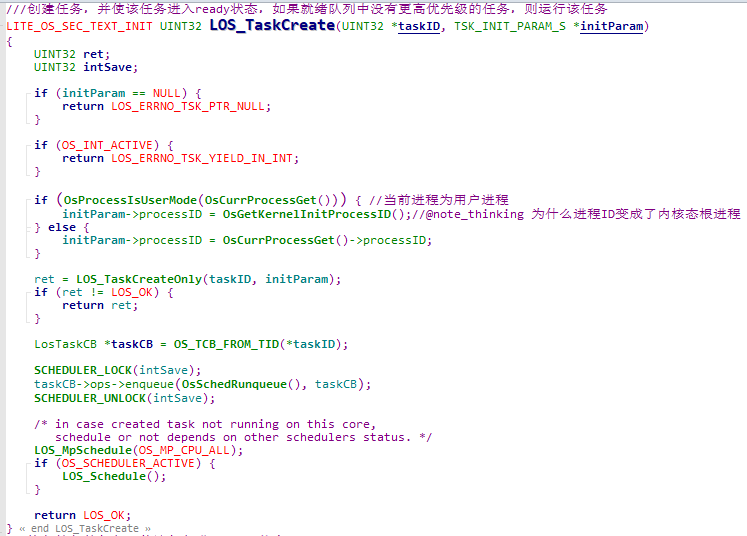 ///创建任务，并使该任务进入ready状态，如果就绪队列中没有更高优先级的任务，则运行该任务
LITE_OS_SEC_TEXT_INIT UINT32 LOS_TaskCreate(UINT32 *taskID, TSK_INIT_PARAM_S *initParam)
{
    UINT32 ret;
    UINT32 intSave;

    if (initParam == NULL) {
        return LOS_ERRNO_TSK_PTR_NULL;
    }

    if (OS_INT_ACTIVE) {
        return LOS_ERRNO_TSK_YIELD_IN_INT;
    }

    if (OsProcessIsUserMode(OsCurrProcessGet())) { //当前进程为用户进程
        initParam->processID = OsGetKernelInitProcessID();//@note_thinking 为什么进程ID变成了内核态根进程
    } else {
        initParam->processID = OsCurrProcessGet()->processID;
    }

    ret = LOS_TaskCreateOnly(taskID, initParam);
    if (ret != LOS_OK) {
        return ret;
    }

    LosTaskCB *taskCB = OS_TCB_FROM_TID(*taskID);

    SCHEDULER_LOCK(intSave);
    taskCB->ops->enqueue(OsSchedRunqueue(), taskCB);
    SCHEDULER_UNLOCK(intSave);

    /* in case created task not running on this core,
       schedule or not depends on other schedulers status. */
    LOS_MpSchedule(OS_MP_CPU_ALL);
    if (OS_SCHEDULER_ACTIVE) {
        LOS_Schedule();
    }

    return LOS_OK;
} « end LOS_TaskCreate »